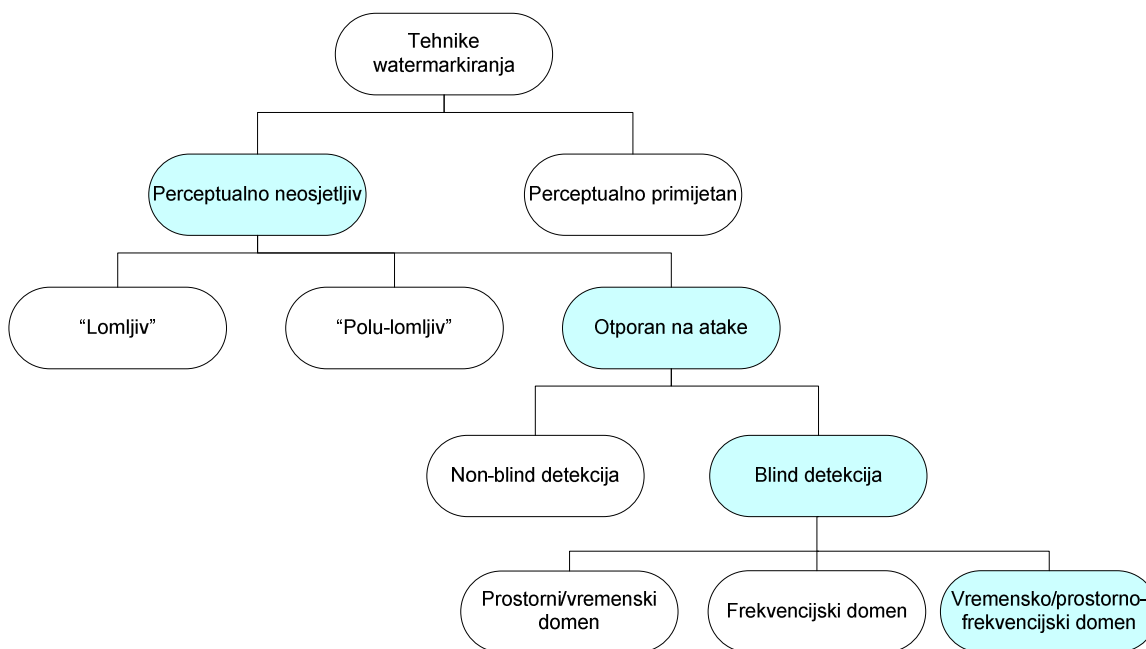 Tehnike
watermarkiranja
Perceptualno neosjetljiv
Perceptualno primijetan
“Lomljiv”
“Polu-lomljiv”
Otporan na atake
Non-blind detekcija
Blind detekcija
Prostorni/vremenski
domen
Frekvencijski domen
Vremensko/prostorno-
frekvencijski domen